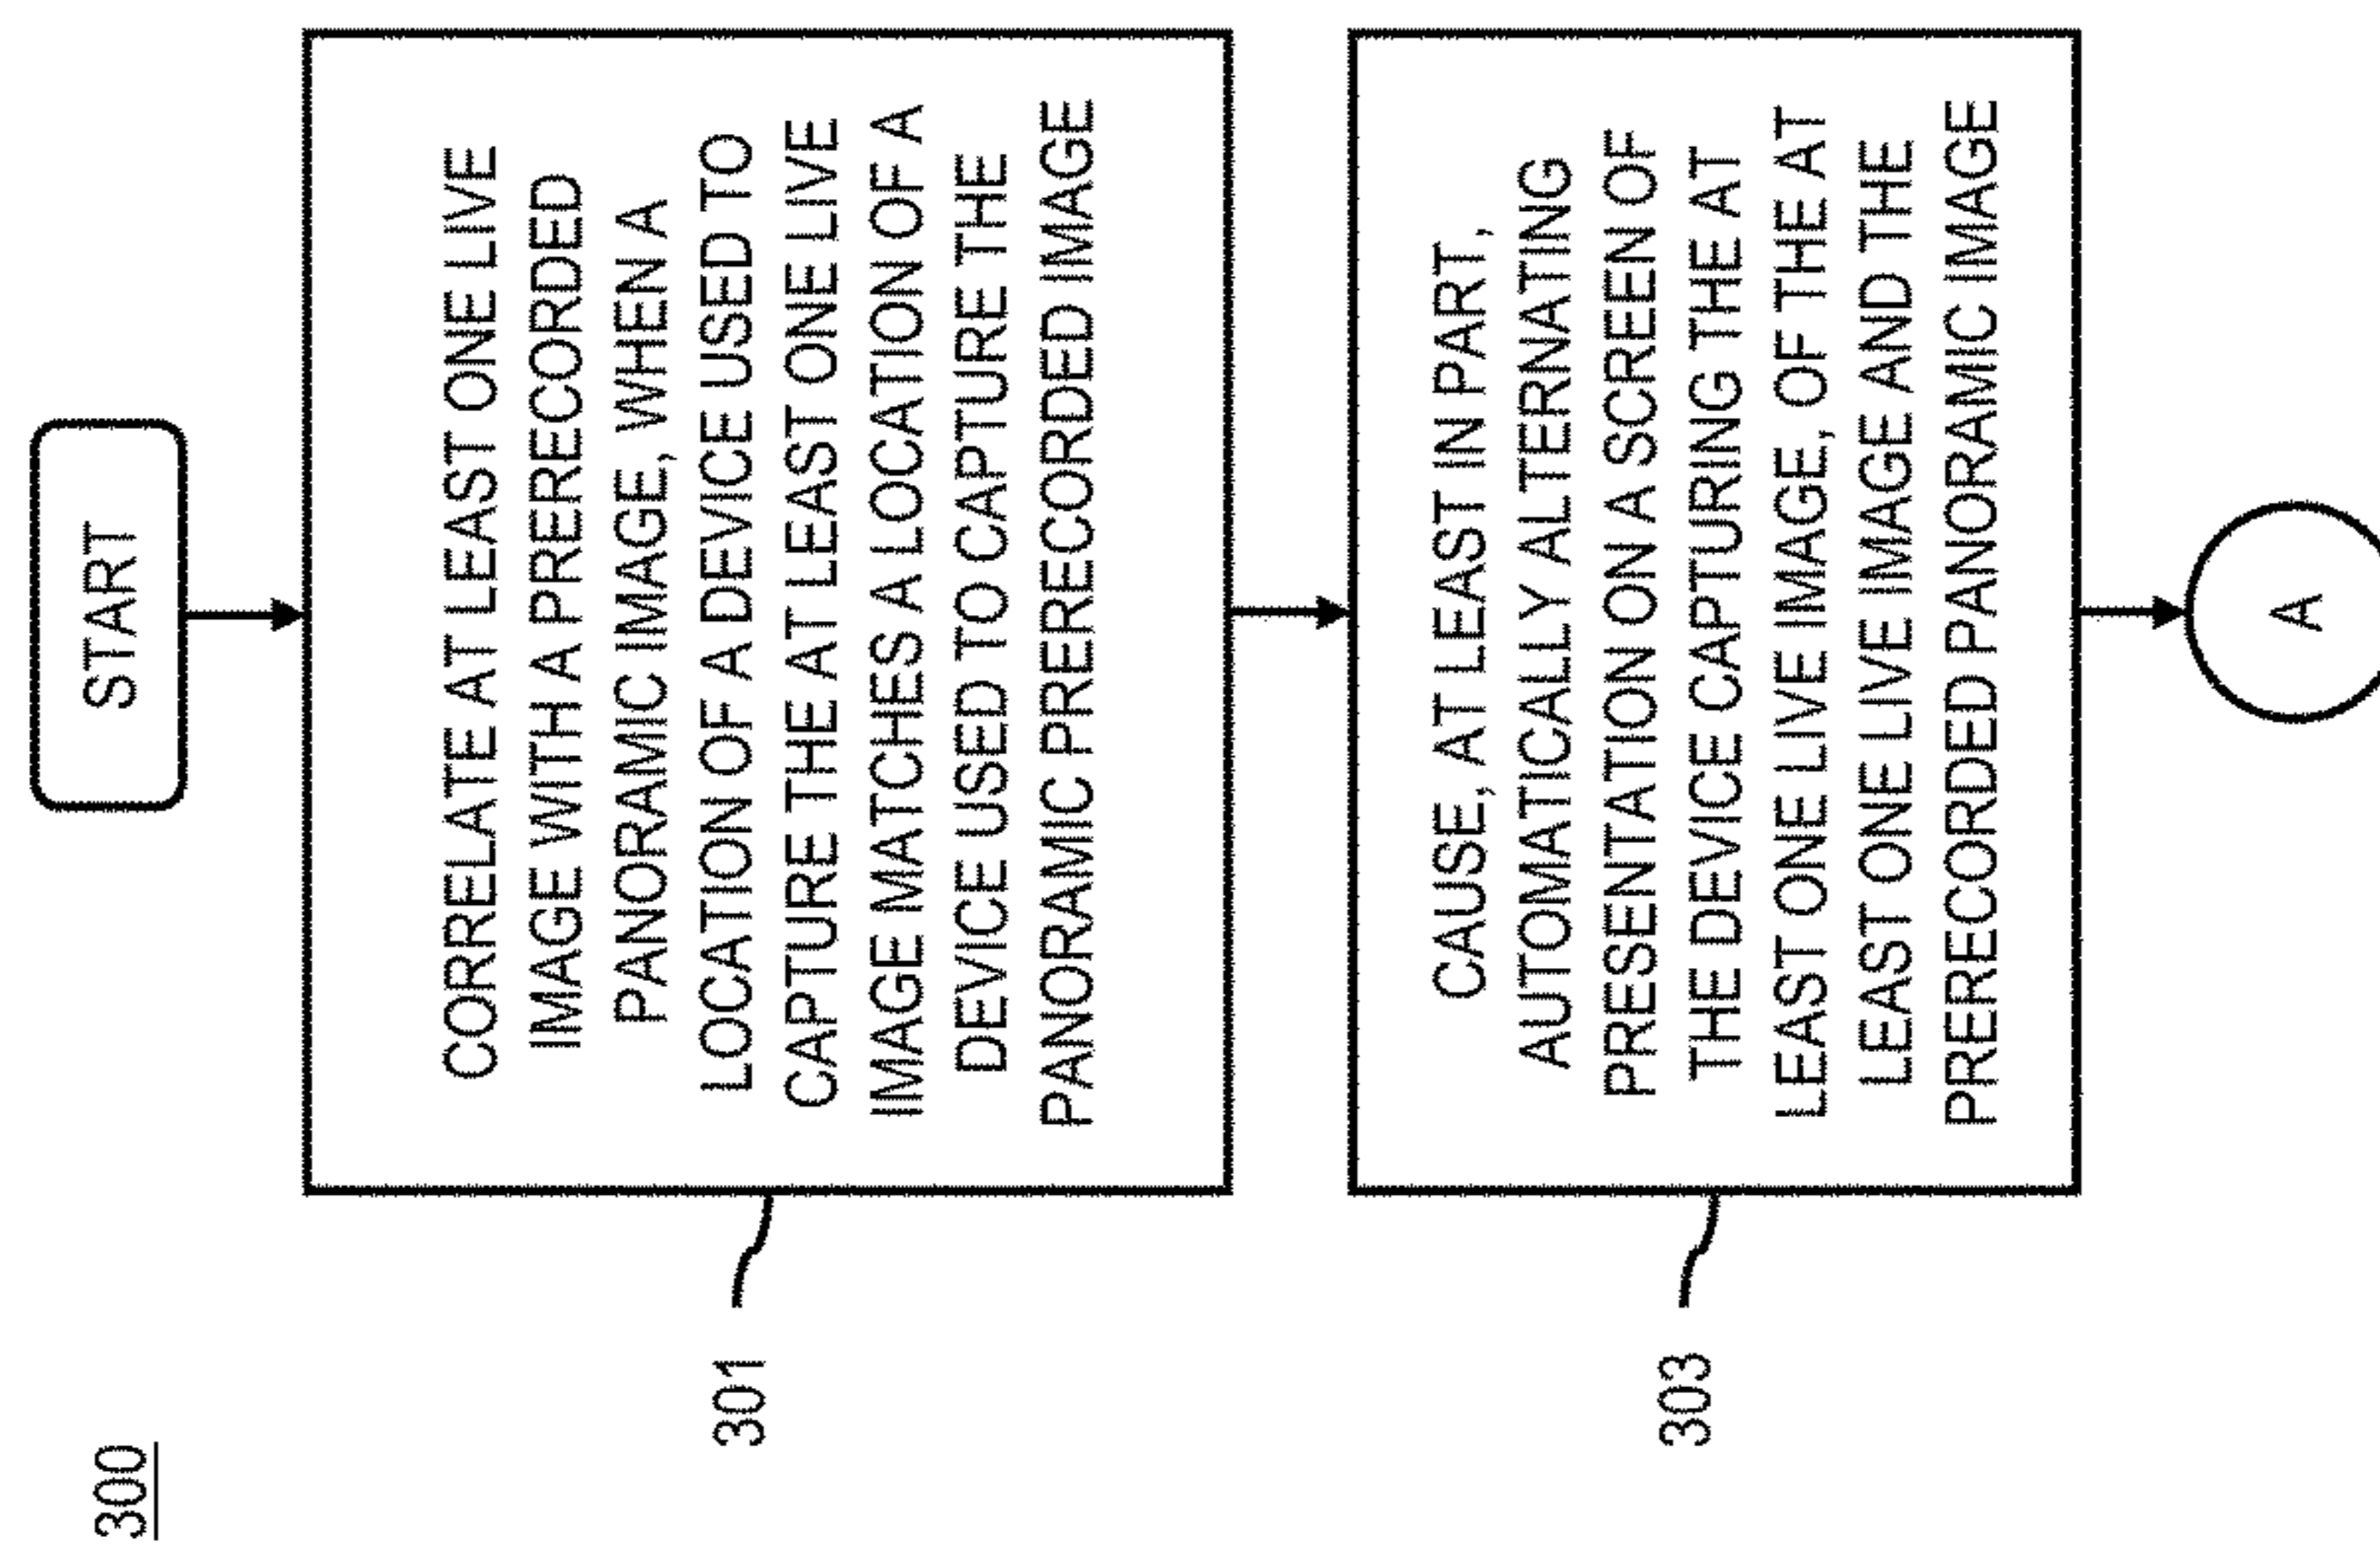 300
START
CORRELATE AT LEAST ONE LIVE
IMAGE WITH A PRERECORDED
PANORAMIC IMAGE, WHEN A
LOCATION OF A DEVICE USED TO
CAPTURE THE AT LEAST ONE LIVE
IMAGE MATCHES A LOCATION OF A
DEVICE USED TO CAPTURE THE
PANORAMIC PRERECORDED IMAGE
301
CAUSE, AT LEAST IN PART,
AUTOMATICALLY ALTERNATING
PRESENTATION ON A SCREEN OF
THE DEVICE CAPTURING THE AT
LEAST ONE LIVE IMAGE, OF THE AT
LEAST ONE LIVE IMAGE AND THE
PRERECORDED PANORAMIC IMAGE
303
A